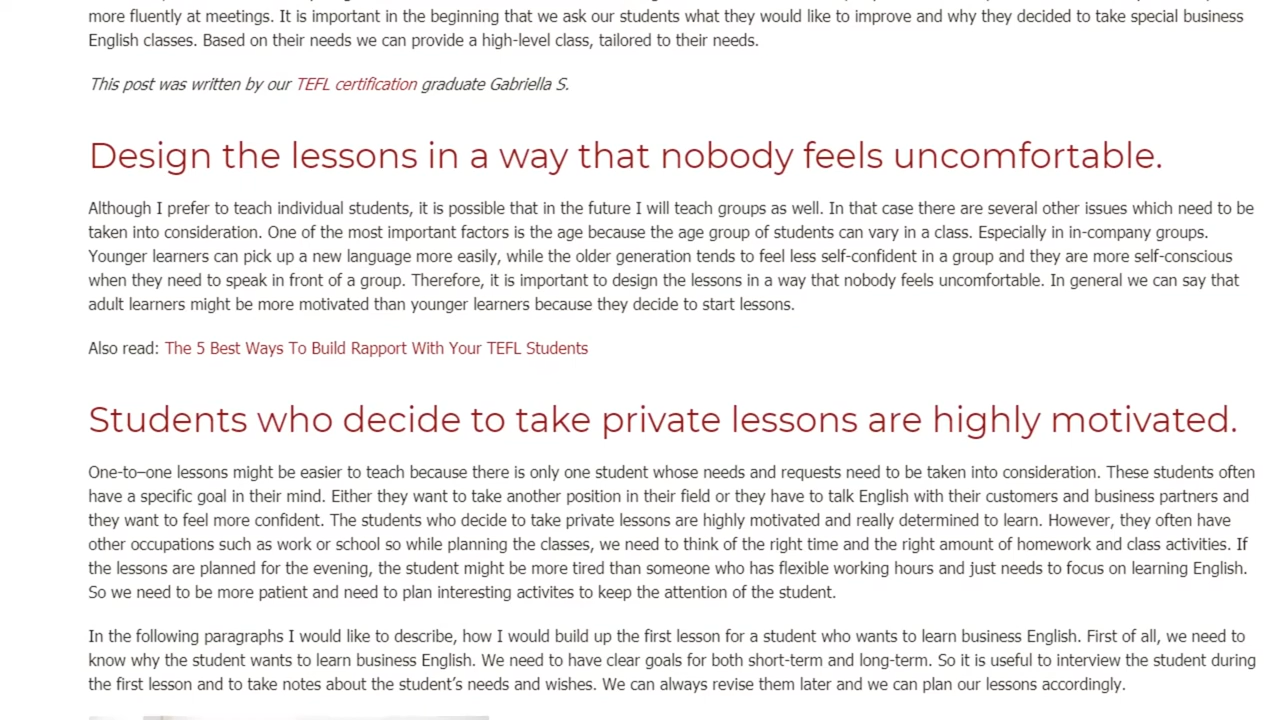 more fluently at meetings. It is important in the beginning that we ask our students what they would like to improve and why they decided to take special business
English classes. Based on their needs we can provide a high-level class, tailored to their needs.
This post was written by our TEFL certification graduate Gabriella S.
Design the lessons in a way that nobody feels uncomfortable.
Although I prefer to teach individual students, it is possible that in the future I will teach groups as well. In that case there are several other issues which need to be
taken into consideration. One of the most important factors is the age because the age group of students can vary in a class. Especially in in-company groups.
Younger learners can pick up a new language more easily, while the older generation tends to feel less self-confident in a group and they are more self-conscious
when they need to speak in front of a group. Therefore, it is important to design the lessons in a way that nobody feels uncomfortable. In general we can say that
adult learners might be more motivated than younger learners because they decide to start lessons.
Also read: The 5 Best Ways To Build Rapport With Your TEFL Students
Students who decide to take private lessons are highly motivated.
One-to–one lessons might be easier to teach because there is only one student whose needs and requests need to be taken into consideration. These students often
have a specific goal in their mind. Either they want to take another position in their field or they have to talk English with their customers and business partners and
they want to feel more confident. The students who decide to take private lessons are highly motivated and really determined to learn. However, they often have
other occupations such as work or school so while planning the classes, we need to think of the right time and the right amount of homework and class activities. If
the lessons are planned for the evening, the student might be more tired than someone who has flexible working hours and just needs to focus on learning English.
So we need to be more patient and need to plan interesting activites to keep the attention of the student.
In the following paragraphs I would like to describe, how I would build up the first lesson for a student who wants to learn business English. First of all, we need to
know why the student wants to learn business English. We need to have clear goals for both short-term and long-term. So it is useful to interview the student during
the first lesson and to take notes about the student’s needs and wishes. We can always revise them later and we can plan our lessons accordingly.